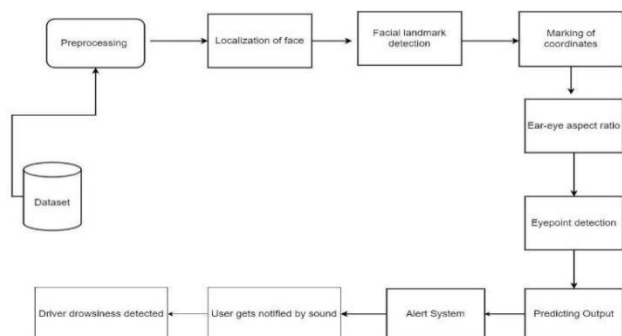 Preprocessing
Localization of face
Facial landmark
detection
Marking of
coordinates
Ear-eye aspect ratio
Dataset
Eyepoint detection
Driver drowsiness detected
User gets notified by sound
Alert System
Predicting Output